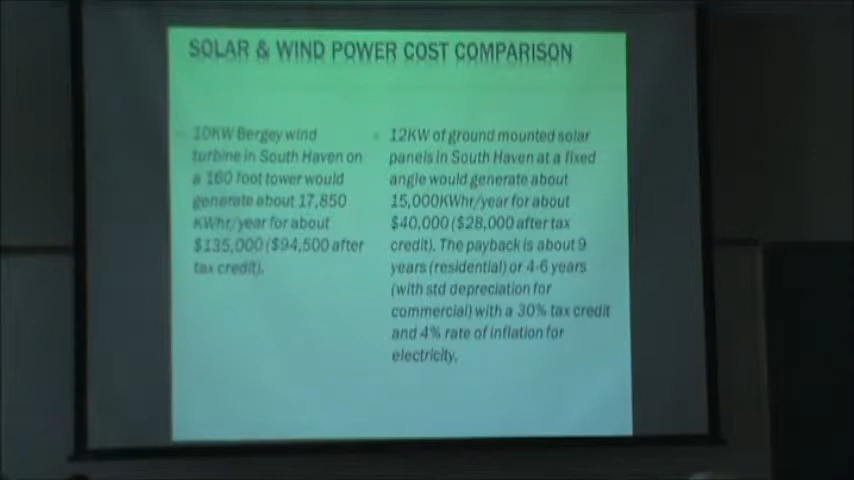 SOLAR & WIND POWER COST COMPARISON
10KW Bergey wind
turbine in South Haven on
a 160 foot tower would
generate about 17,850
KWhr/year for about
$135,000 ($94,500 after
tax credit).
12KW of ground mounted solar
panels in South Haven at a fixed
angle would generate about
15,000KWhr/year for about
$40,000 ($28,000 after tax
credit). The payback is about 9
years (residential) or 4-6 years
(with std depreciation for
commercial) with a 30% tax credit
and 4% rate of inflation for
electricity.